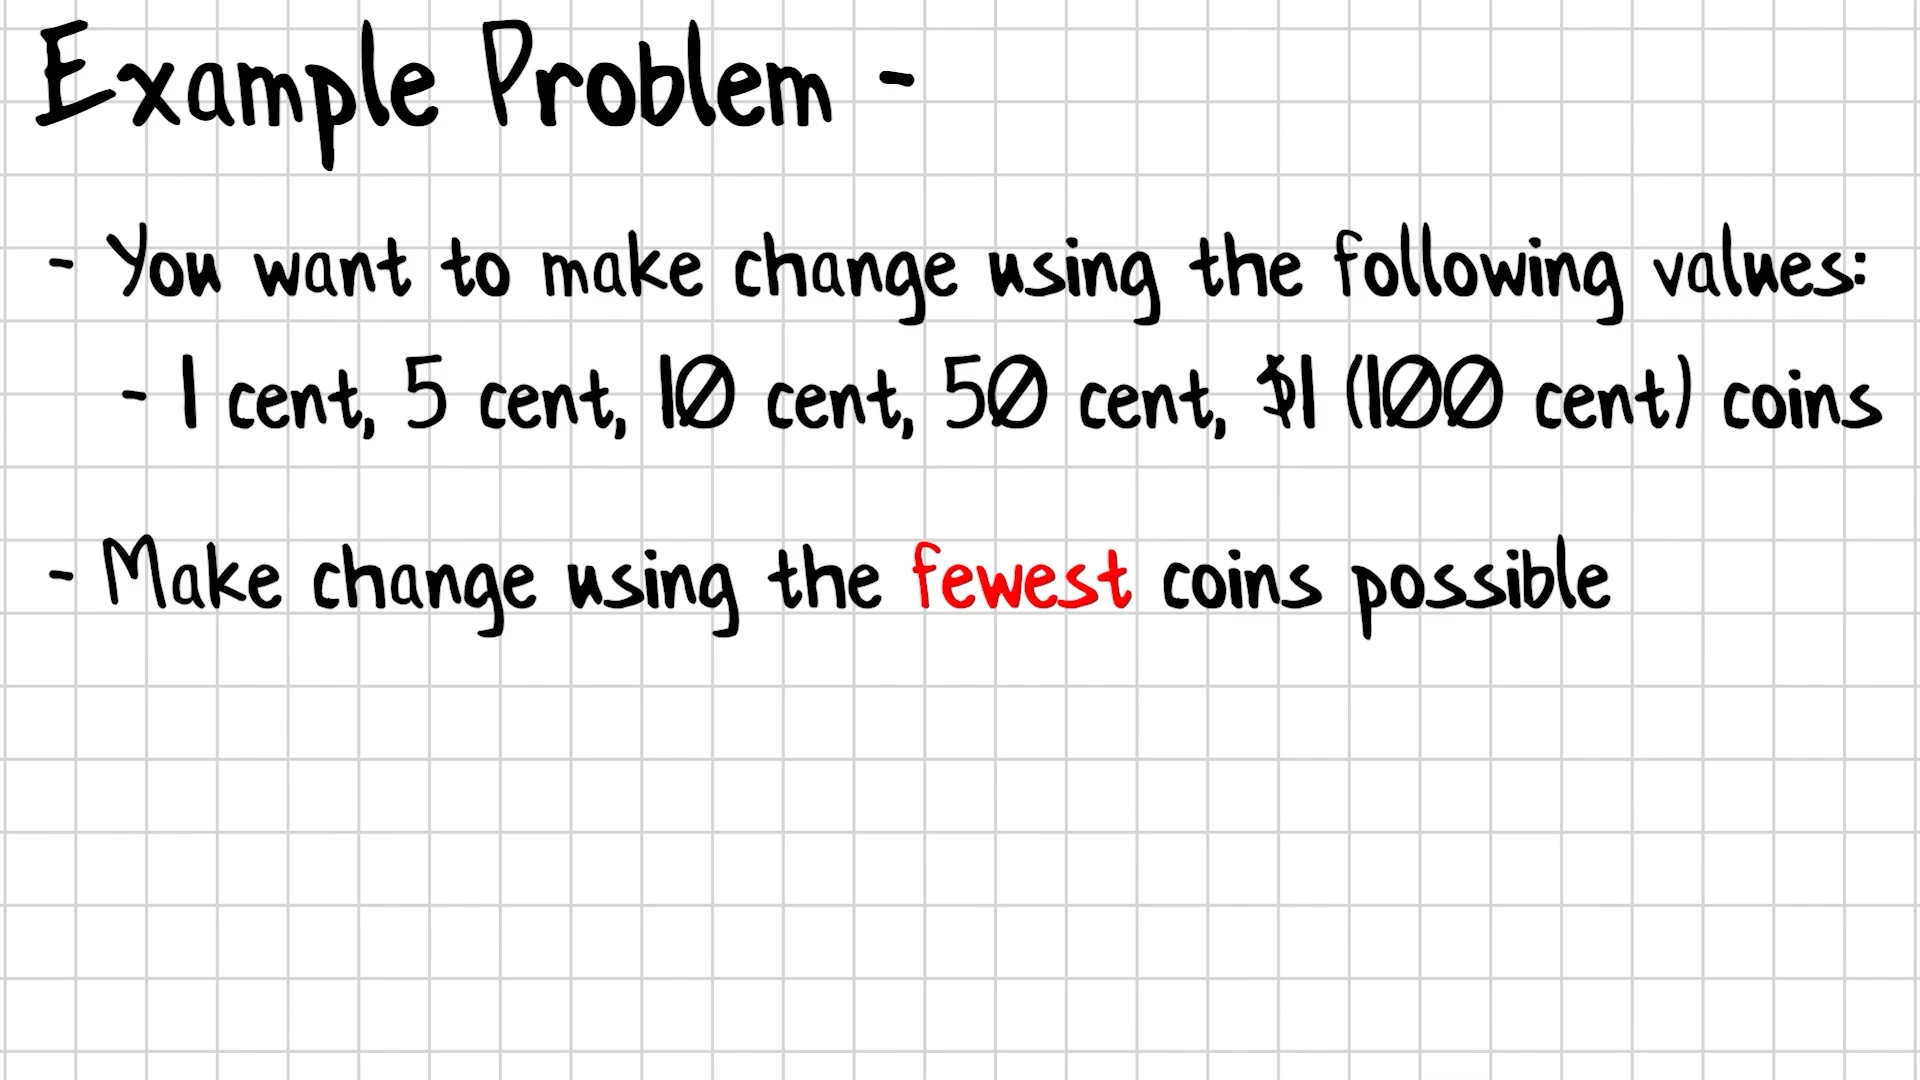 Example Problem -
- You want to make change using the following values:
- 1 cent, 5 cent, 10 cent, 50 cent, $1 (100 cent) coins
- Make change using the fewest coins possible